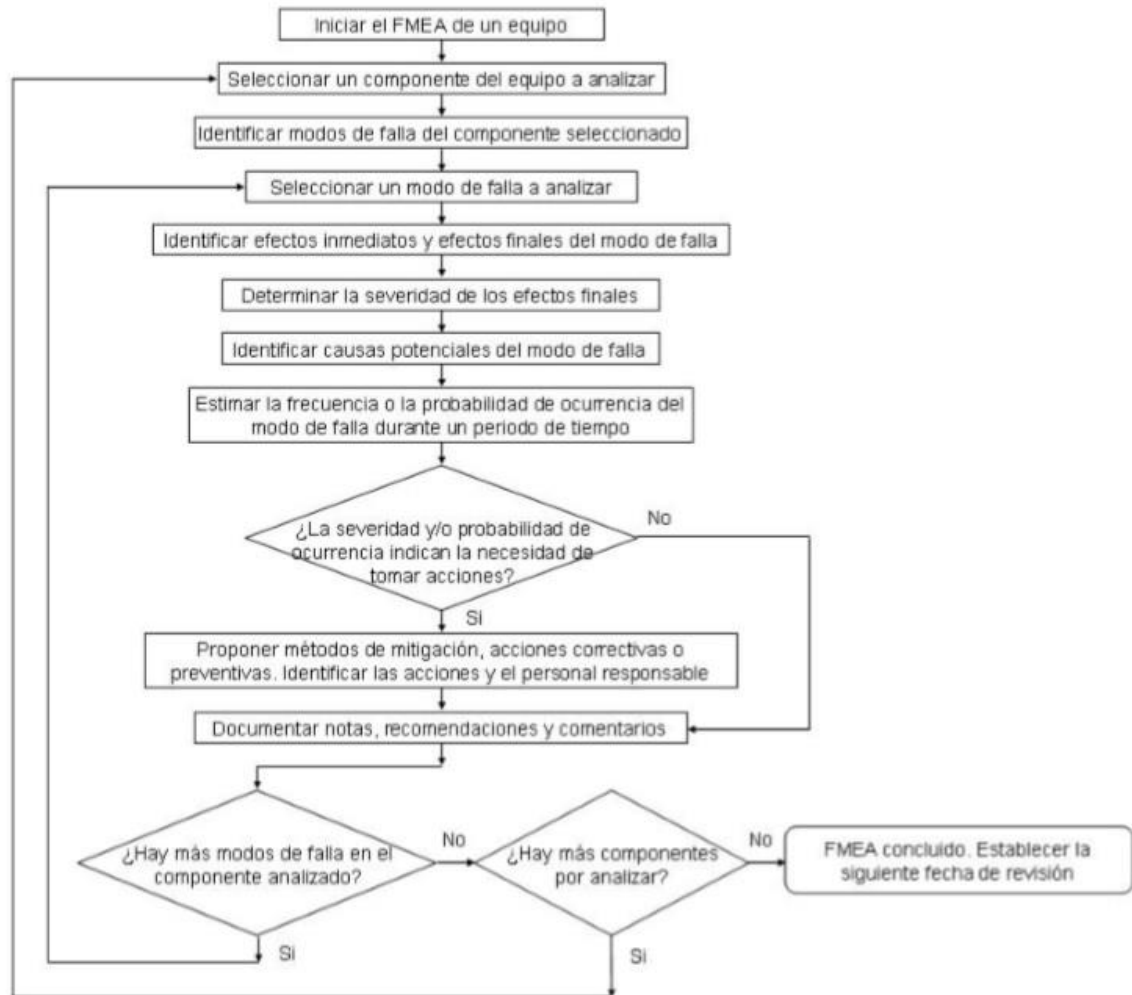 Iniciar el FMEA de un equipo
Seleccionar un componente del equipo a analizar
Identificar modos de falla del componente seleccionado
Seleccionar un modo de falla a analizar
Identificar efectos inmediatos y efectos finales del modo de falla
Determinar la severidad de los efectos finales
Identificar causas potenciales del modo de falla
Estimar la frecuencia o la probabilidad de ocurrencia del
modo de falla durante un periodo de tiempo
¿La severidad y/o probabilidad de
ocurrencia indican la necesidad de
tomar acciones?
No
Si
Proponer métodos de mitigación, acciones correctivas o
preventivas. Identificar las acciones y el personal responsable
Documentar notas, recomendaciones y comentarios
¿Hay más modos de falla en el
componente analizado?
No
¿Hay más componentes
por analizar?
No
FMEA concluido. Establecer la
siguiente fecha de revisión
Si
Si